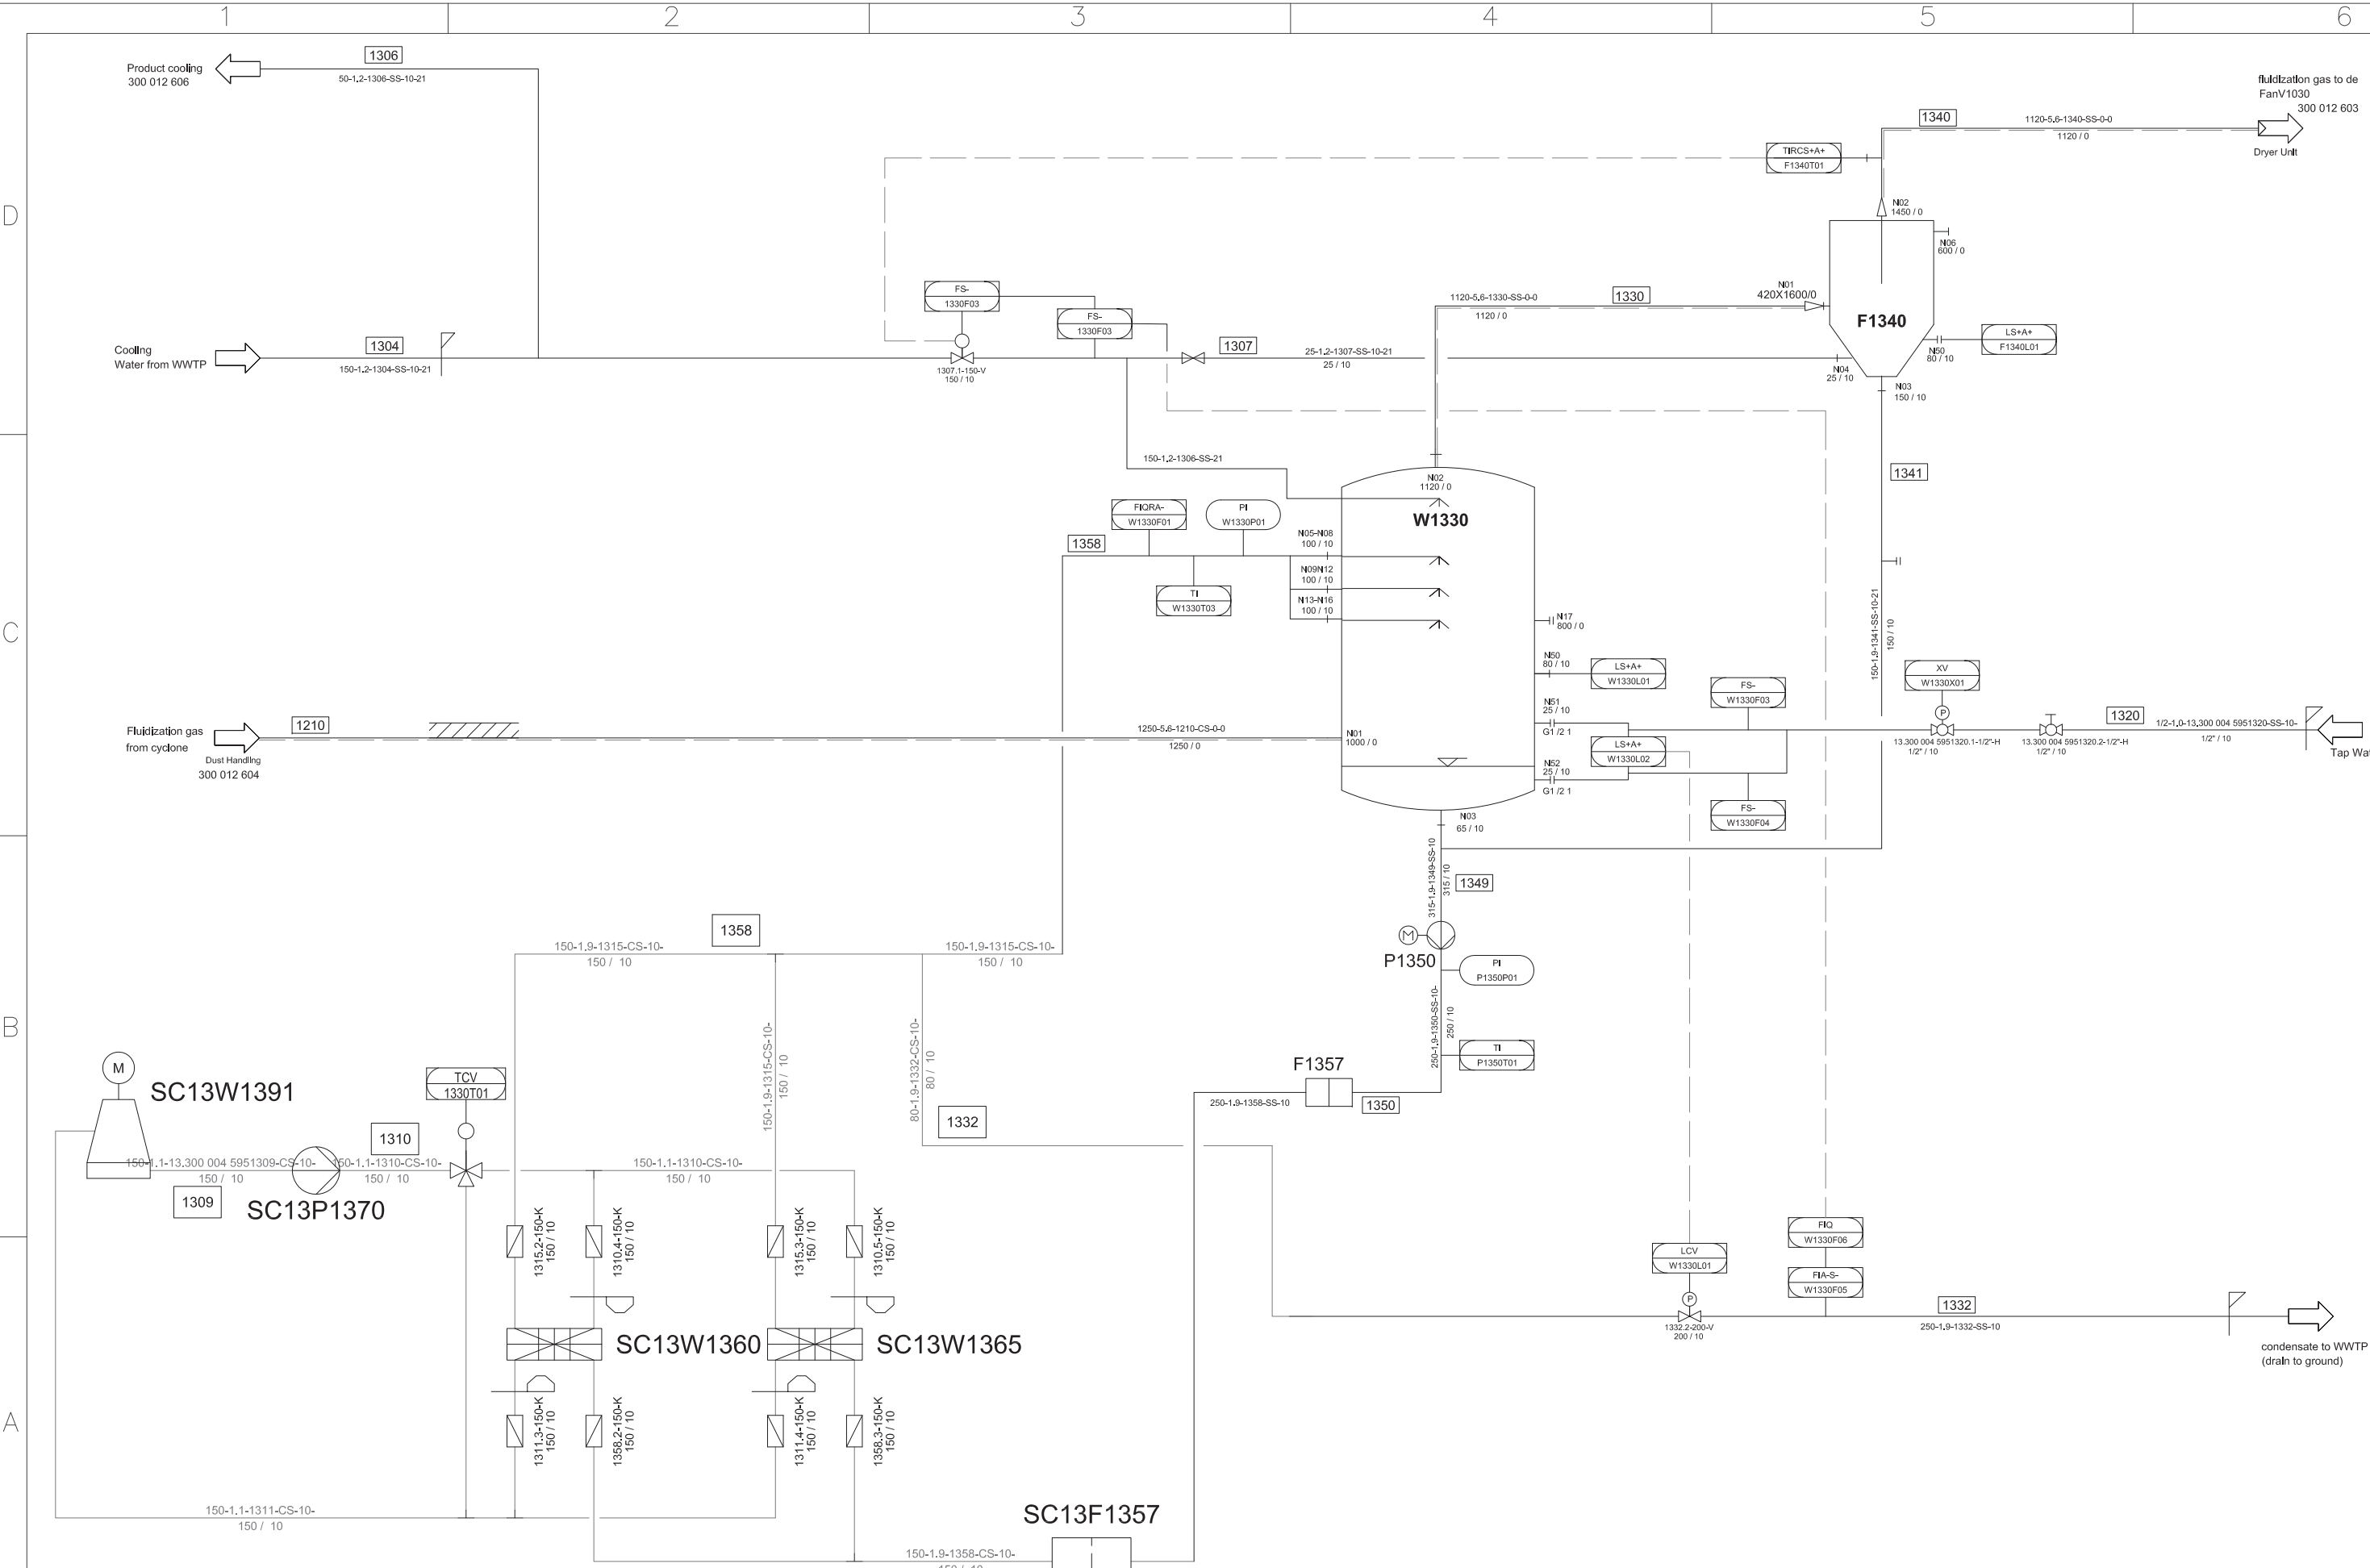 1
2
3
4
5
6
D
C
B
A
Product cooling
300 012 606
1306
50-1.2-1306-SS-10-21
fluidization gas to de
FanV1030
300 012 603
Dryer Unit
1340
1120-5.6-1340-SS-0-0
1120 / 0
TIRCS+A+
F1340T01
N02
1450 / 0
N06
600 / 0
N01
420X1600/0
F1340
LS+A+
F1340L01
N50
80 / 10
N04
25 / 10
N03
150 / 10
FS-
1330F03
FS-
1330F03
1120-5.6-1330-SS-0-0
1120 / 0
1330
Cooling
Water from WWTP
1304
150-1.2-1304-SS-10-21
1307.1-150-V
150 / 10
1307
25-1.2-1307-SS-10-21
25 / 10
150-1.2-1306-SS-21
1341
150-1.9-1341-SS-10-21
150 / 10
N02
1120 / 0
W1330
FIQRA-
W1330F01
PI
W1330P01
1358
TI
W1330T03
N05-N08
100 / 10
N09N12
100 / 10
N13-N16
100 / 10
N17
800 / 0
N50
80 / 10
LS+A+
W1330L01
N51
25 / 10
G1 /2 1
LS+A+
W1330L02
N52
25 / 10
G1 /2 1
FS-
W1330F03
FS-
W1330F04
XV
W1330X01
P
13.300 004 5951320.1-1/2"-H
1/2" / 10
13.300 004 5951320.2-1/2"-H
1/2" / 10
1320
1/2-1.0-13.300 004 5951320-SS-10-
1/2" / 10
Tap Wat
Fluidization gas
from cyclone
Dust Handling
300 012 604
1210
1250-5.6-1210-CS-0-0
1250 / 0
N01
1000 / 0
N03
65 / 10
315-1.9-1349-SS-10
315 / 10
1349
M
P1350
PI
P1350P01
250-1.9-1350-SS-10-
250 / 10
TI
P1350T01
F1357
250-1.9-1358-SS-10
1350
1358
150-1.9-1315-CS-10-
150 / 10
150-1.9-1315-CS-10-
150 / 10
150-1.9-1315-CS-10-
150 / 10
80-1.9-1332-CS-10-
80 / 10
1332
M
SC13W1391
TCV
1330T01
1310
150-1.1-13.300 004 5951309-CS-10-
150 / 10
150-1.1-1310-CS-10-
150 / 10
150-1.1-1310-CS-10-
150 / 10
1309
SC13P1370
1315.2-150-K
150 / 10
1310.4-150-K
150 / 10
1315.3-150-K
150 / 10
1310.5-150-K
150 / 10
SC13W1360
SC13W1365
1311.3-150-K
150 / 10
1358.2-150-K
150 / 10
1311.4-150-K
150 / 10
1358.3-150-K
150 / 10
LCV
W1330L01
P
1332.2-200-V
200 / 10
FIQ
W1330F06
FIA-S-
W1330F05
1332
250-1.9-1332-SS-10
condensate to WWTP
(drain to ground)
150-1.1-1311-CS-10-
150 / 10
SC13F1357
150-1.9-1358-CS-10-
150 / 10